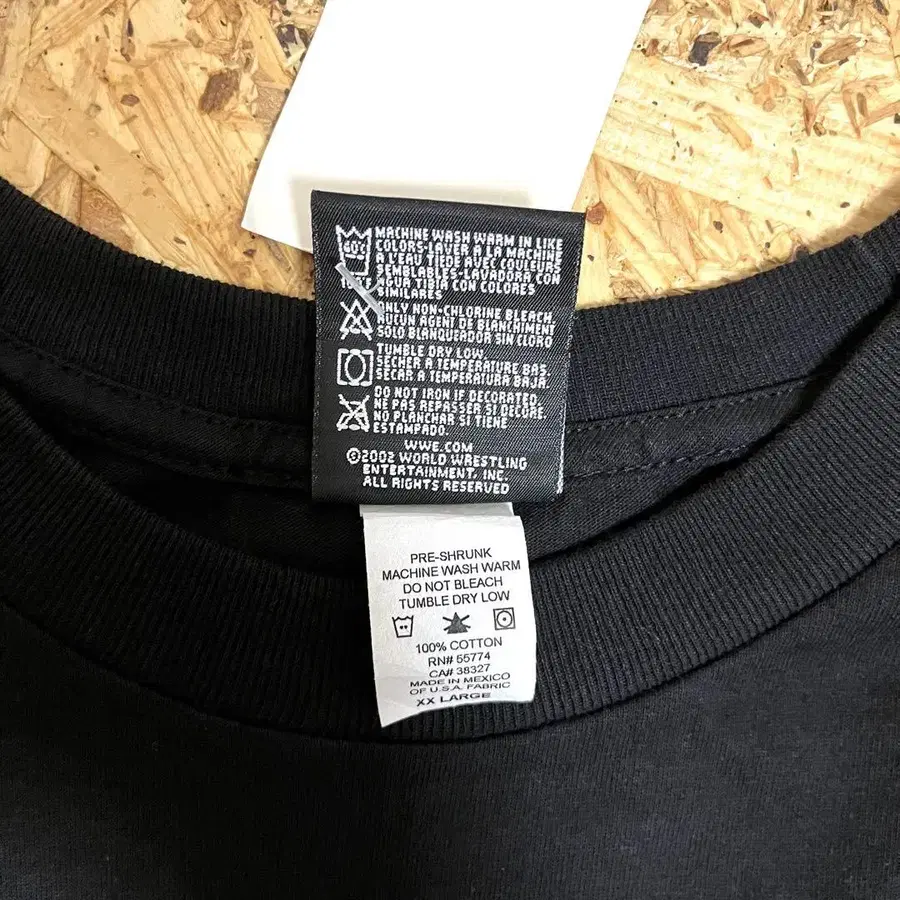 40°C
MACHINE WASH WARM IN LIKE
COLORS-LAVER A LA MACHINE
A L'EAU TIEDE AVEC COULEURS
SEMBLABLES-LAVADORA CON
AGUA TIBIA CON COLORES
SIMILARES
ONLY NON-CHLORINE BLEACH
AUCUN AGENT DE BLANCHIMENT
SOLO BLANQUEADOR SIN CLORO
TUMBLE DRY LOW
SECHER A TEMPERATURE BAS.
SECAR A TEMPERATURA BAJA.
DO NOT IRON IF DECORATED.
NE PAS REPASSER SI DECORE.
NO PLANCHAR SI TIENE
ESTAMPADO.
WWE.COM
©2002 WORLD WRESTLING
ENTERTAINMENT, INC.
ALL RIGHTS RESERVED
PRE-SHRUNK
MACHINE WASH WARM
DO NOT BLEACH
TUMBLE DRY LOW
100% COTTON
RN# 55774
CA# 38327
MADE IN MEXICO
OF U.S.A. FABRIC
XX LARGE